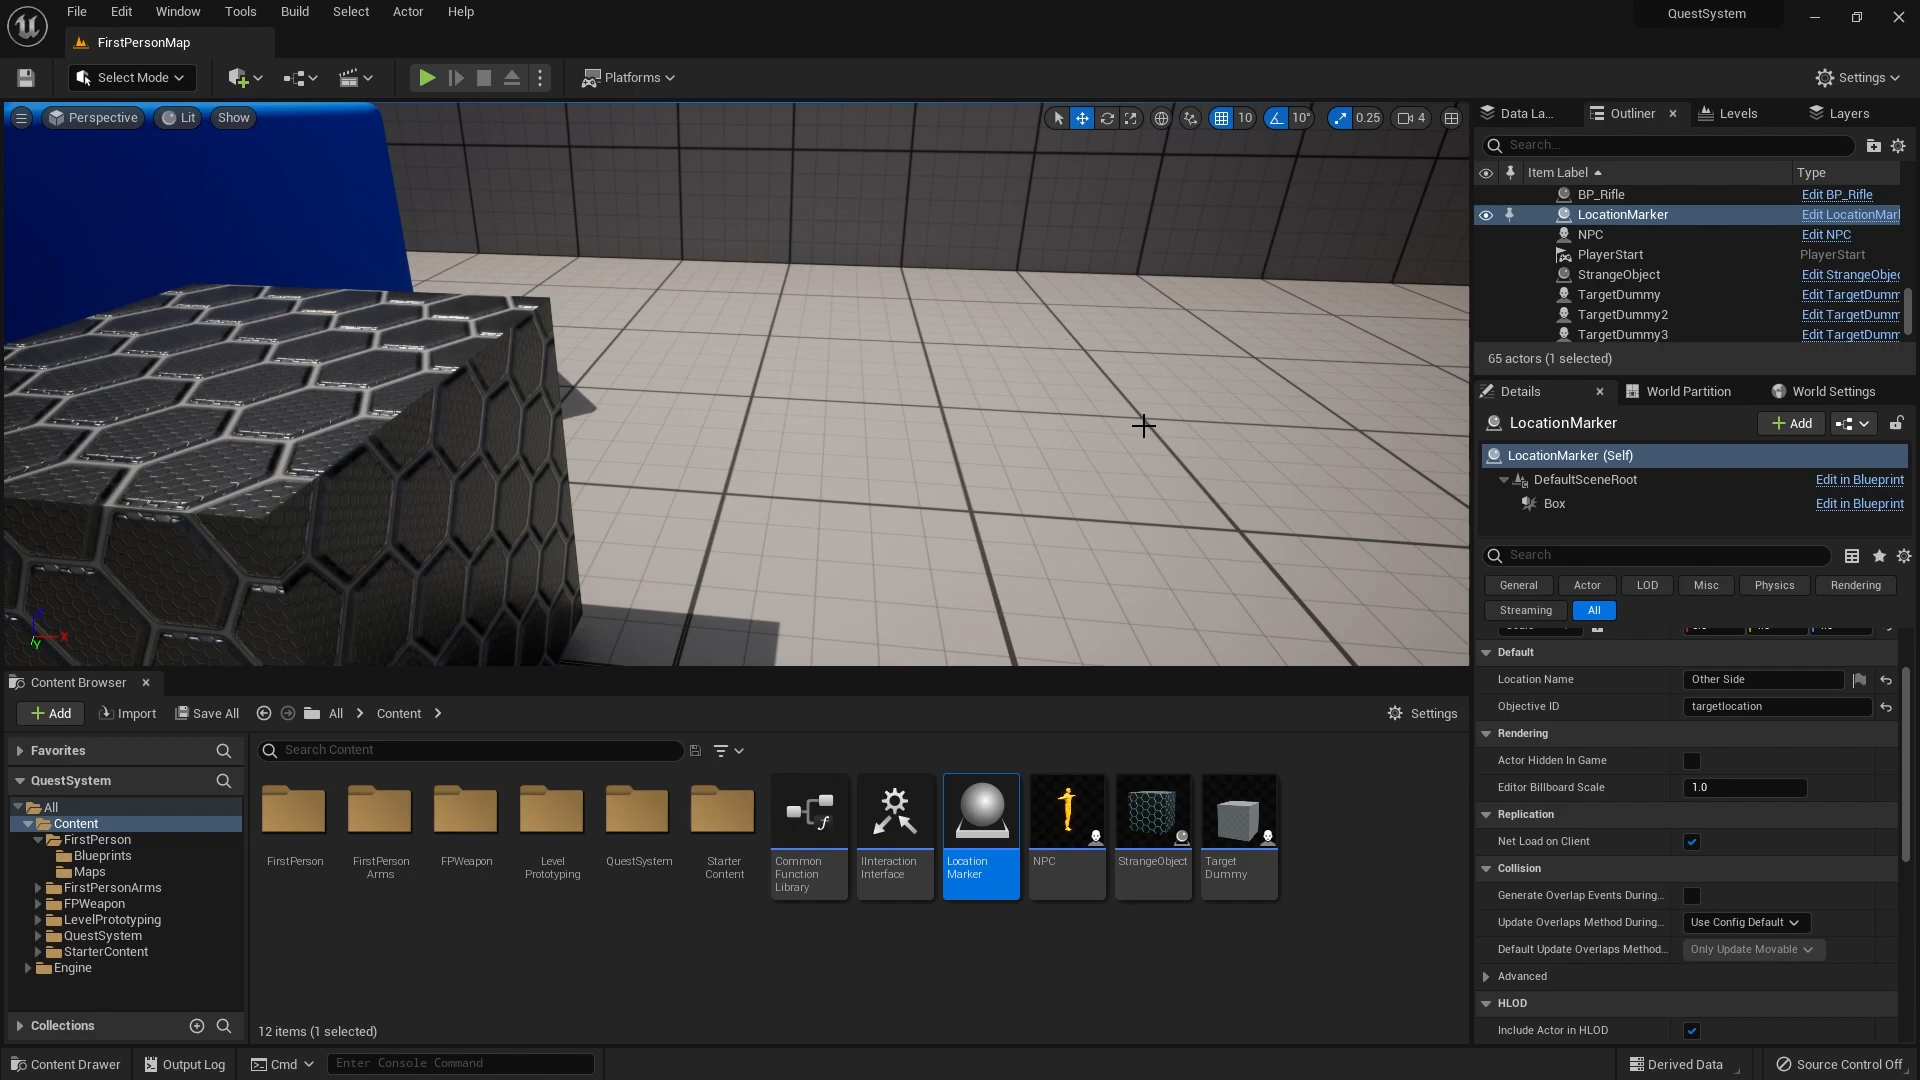 File Edit Window Tools Build Select Actor Help
QuestSystem
FirstPersonMap
Select Mode
Platforms
Settings
Perspective
Lit
Show
10
10°
0.25
4
Data La...
Outliner
Levels
Layers
Search...
Item Label
Type
BP_Rifle
Edit BP_Rifle
LocationMarker
Edit LocationMar
NPC
Edit NPC
PlayerStart
PlayerStart
StrangeObject
Edit StrangeObjec
TargetDummy
Edit TargetDumm
TargetDummy2
Edit TargetDumm
TargetDummy3
Edit TargetDumm
65 actors (1 selected)
Details
World Partition
World Settings
LocationMarker
Add
LocationMarker (Self)
DefaultSceneRoot
Edit in Blueprint
Box
Edit in Blueprint
Search
General
Actor
LOD
Misc
Physics
Rendering
Streaming
All
Default
Location Name
Other Side
Objective ID
targetlocation
Rendering
Actor Hidden In Game
Editor Billboard Scale
1.0
Replication
Net Load on Client
Collision
Generate Overlap Events During...
Update Overlaps Method During...
Use Config Default
Default Update Overlaps Method...
Only Update Movable
Advanced
HLOD
Include Actor in HLOD
X
Y
Content Browser
Add
Import
Save All
All
Content
Settings
Favorites
Search Content
QuestSystem
All
Content
FirstPerson
Blueprints
Maps
FirstPersonArms
FPWeapon
LevelPrototyping
QuestSystem
StarterContent
Engine
Collections
FirstPerson
FirstPerson
Arms
FPWeapon
Level
Prototyping
QuestSystem
Starter
Content
Common
Function
Library
IInteraction
Interface
Location
Marker
NPC
StrangeObject
Target
Dummy
12 items (1 selected)
Content Drawer
Output Log
Cmd
Enter Console Command
Derived Data
Source Control Off